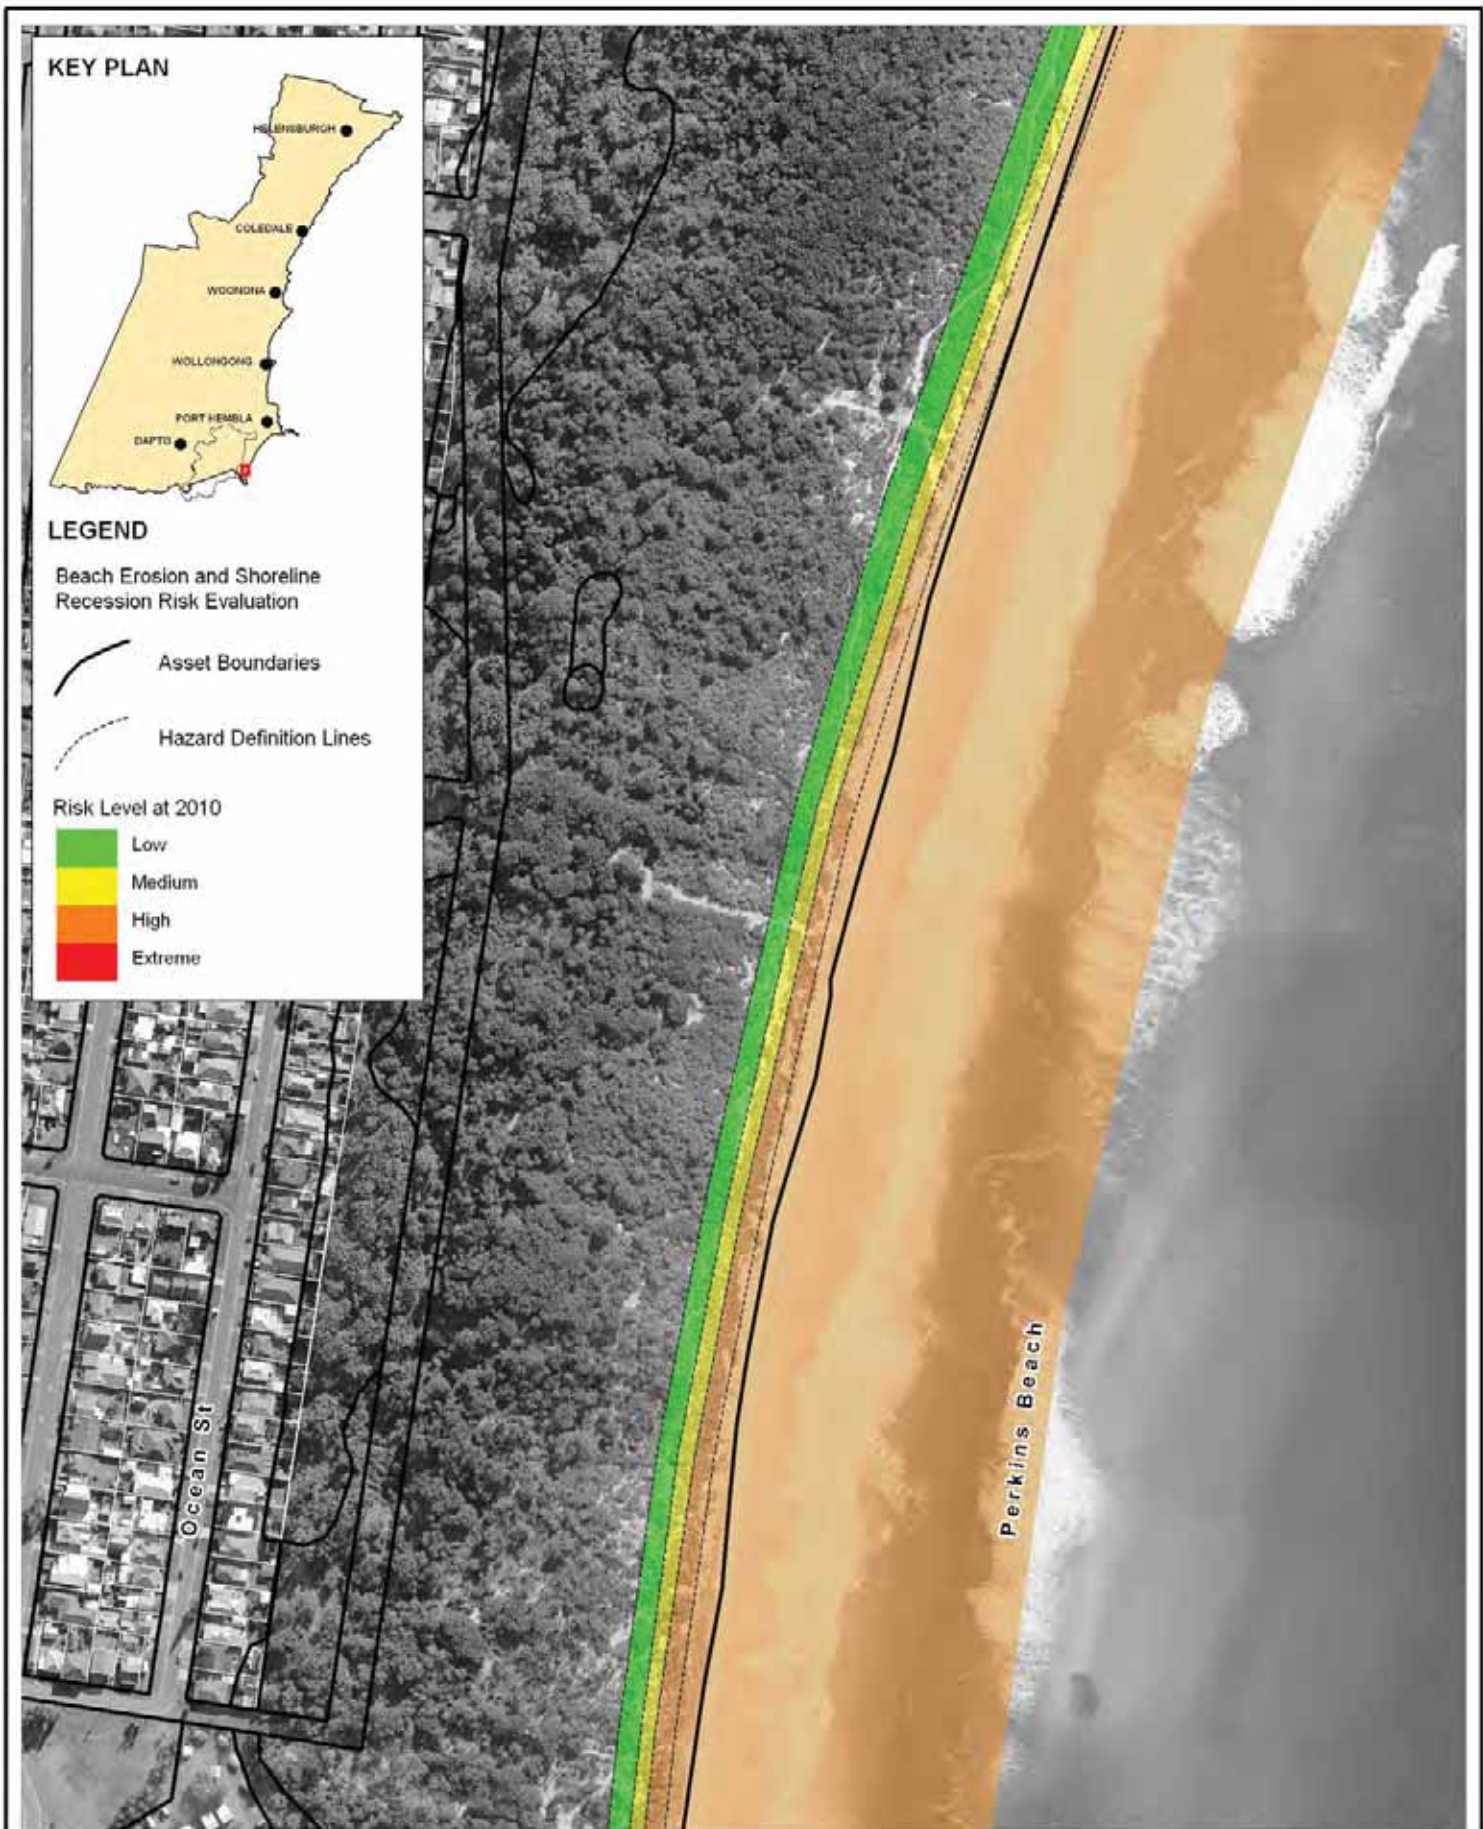 KEY PLAN
HELENSBURGH
COLEDALE
WOONONA
WOLLONGONG
PORT KEMBLA
DAPTO
LEGEND
Beach Erosion and Shoreline
Recession Risk Evaluation
Asset Boundaries
Hazard Definition Lines
Risk Level at 2010
Low
Medium
High
Extreme
Ocean St
Perkins Beach